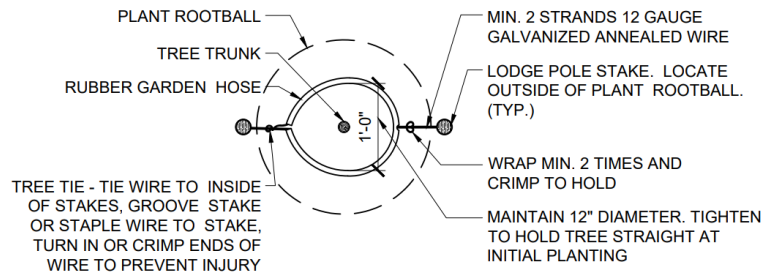 PLANT ROOTBALL
TREE TRUNK
RUBBER GARDEN HOSE
TREE TIE - TIE WIRE TO INSIDE
OF STAKES, GROOVE STAKE
OR STAPLE WIRE TO STAKE,
TURN IN OR CRIMP ENDS OF
WIRE TO PREVENT INJURY
1'-0"
MIN. 2 STRANDS 12 GAUGE
GALVANIZED ANNEALED WIRE
LODGE POLE STAKE. LOCATE
OUTSIDE OF PLANT ROOTBALL.
(TYP.)
WRAP MIN. 2 TIMES AND
CRIMP TO HOLD
MAINTAIN 12" DIAMETER. TIGHTEN
TO HOLD TREE STRAIGHT AT
INITIAL PLANTING